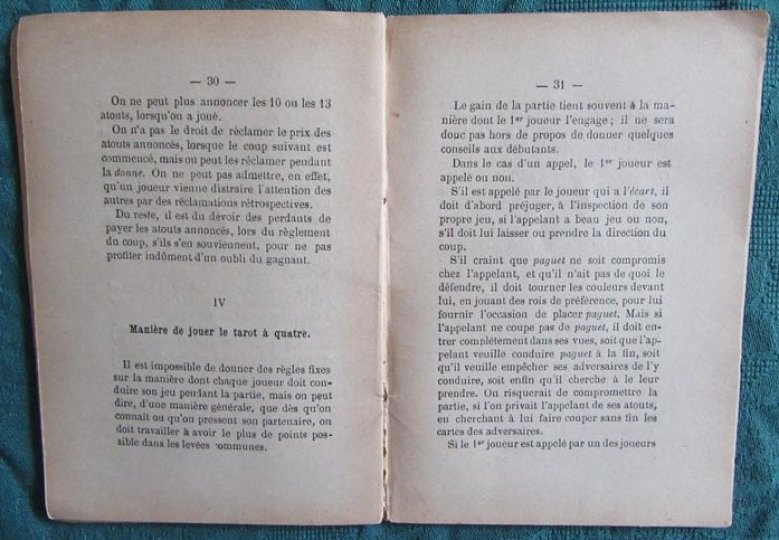 — 30 —
On ne peut plus annoncer les 10 ou les 13
atouts, lorsqu'on a joué.
On n'a pas le droit de réclamer le prix des
atouts annoncés, lorsque le coup suivant est
commencé, mais on peut les réclamer pendant
la donne. On ne peut pas admettre, en effet,
qu'un joueur vienne distraire l'attention des
autres par des réclamations rétrospectives.
Du reste, il est du devoir des perdants de
payer les atouts annoncés, lors du règlement
du coup, s'ils s'en souviennent, pour ne pas
profiter indûment d'un oubli du gagnant.
IV
Manière de jouer le tarot à quatre.
Il est impossible de donner des règles fixes
sur la manière dont chaque joueur doit con-
duire son jeu pendant la partie, mais on peut
dire, d'une manière générale, que dès qu'on
connaît ou qu'on pressent son partenaire, on
doit travailler à avoir le plus de points pos-
sible dans les levées communes.
— 31 —
Le gain de la partie tient souvent à la ma-
nière dont le 1er joueur l'engage ; il ne sera
donc pas hors de propos de donner quelques
conseils aux débutants.
Dans le cas d'un appel, le 1er joueur est
appelé ou non.
S'il est appelé par le joueur qui a l'écart, il
doit d'abord préjuger, à l'inspection de son
propre jeu, si l'appelant a beau jeu ou non,
s'il doit lui laisser ou prendre la direction du
coup.
S'il craint que paguet ne soit compromis
chez l'appelant, et qu'il n'ait pas de quoi le
défendre, il doit tourner les couleurs devant
lui, en jouant des rois de préférence, pour lui
fournir l'occasion de placer paguet. Mais si
l'appelant ne coupe pas de paguet, il doit en-
trer complètement dans ses vues, soit que l'ap-
pelant veuille conduire paguet à la fin, soit
qu'il veuille empêcher ses adversaires de l'y
conduire, soit enfin qu'il cherche à le leur
prendre. On risquerait de compromettre la
partie, si l'on privait l'appelant de ses atouts,
en cherchant à lui faire couper sans fin les
cartes des adversaires.
Si le 1er joueur est appelé par un des joueurs